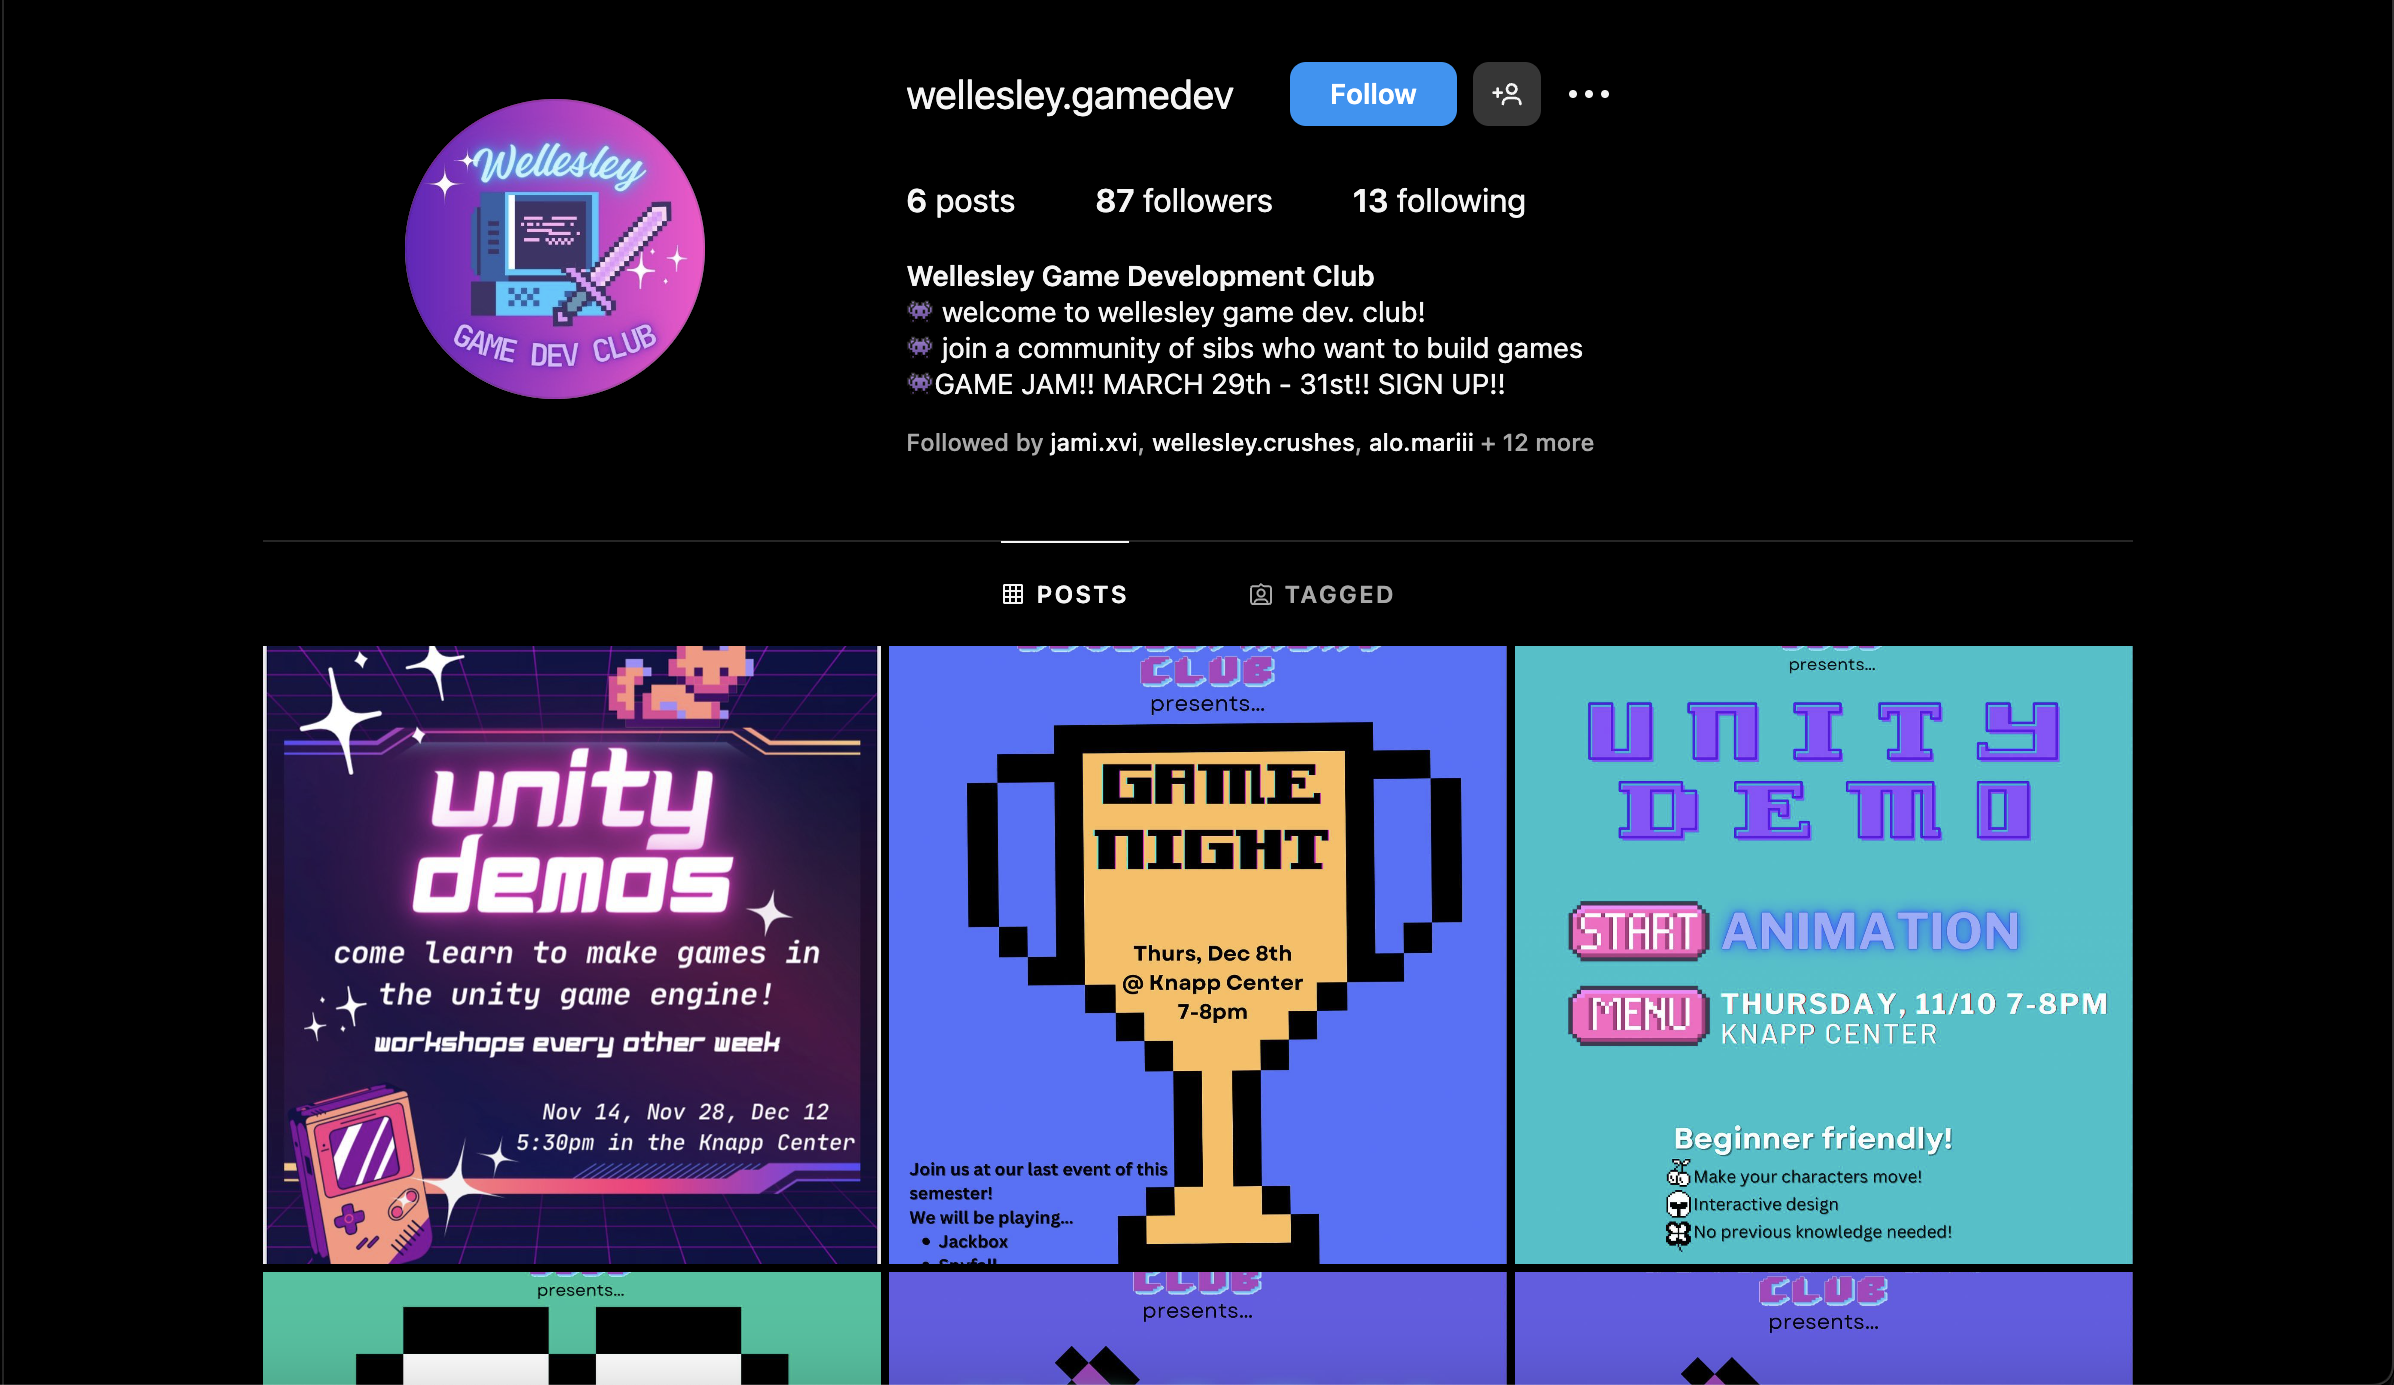 wellesley.gamedev
Follow
6 posts
87 followers
13 following
Wellesley
GAME DEV CLUB
Wellesley Game Development Club
👾 welcome to wellesley game dev. club!
👾 join a community of sibs who want to build games
👾GAME JAM!! MARCH 29th - 31st!! SIGN UP!!
Followed by jami.xvi, wellesley.crushes, alo.mariii + 12 more
POSTS
TAGGED
unity
demos
come learn to make games in
the unity game engine!
workshops every other week
Nov 14, Nov 28, Dec 12
5:30pm in the Knapp Center
CLUB
presents...
GAME
NIGHT
Thurs, Dec 8th
@ Knapp Center
7-8pm
Join us at our last event of this
semester!
We will be playing...
• Jackbox
presents...
UNITY
DEMO
START ANIMATION
MENU THURSDAY, 11/10 7-8PM
KNAPP CENTER
Beginner friendly!
Make your characters move!
Interactive design
No previous knowledge needed!
presents...
CLUB
presents...
CLUB
presents...